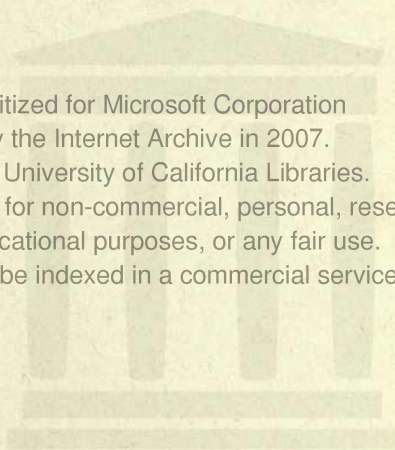 itized for Microsoft Corporation
y the Internet Archive in 2007.
University of California Libraries.
for non-commercial, personal, rese
cational purposes, or any fair use.
be indexed in a commercial service